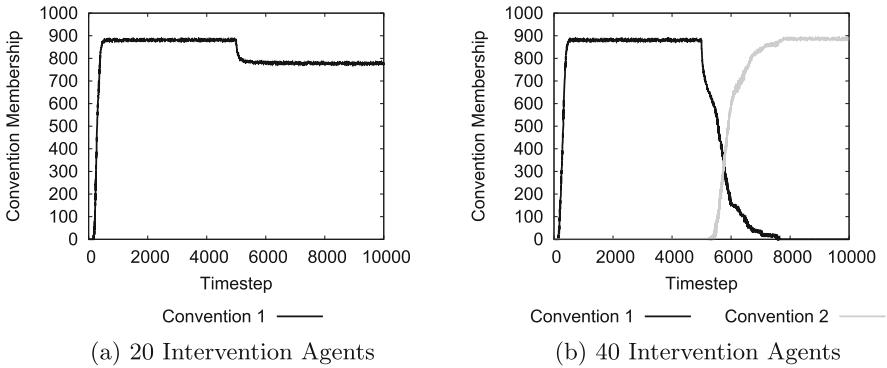 Convention Membership
1000
900
800
700
600
500
400
300
200
100
0
0 2000 4000 6000 8000 10000
Timestep
Convention 1
(a) 20 Intervention Agents
Convention Membership
1000
900
800
700
600
500
400
300
200
100
0
0 2000 4000 6000 8000 10000
Timestep
Convention 1 Convention 2
(b) 40 Intervention Agents